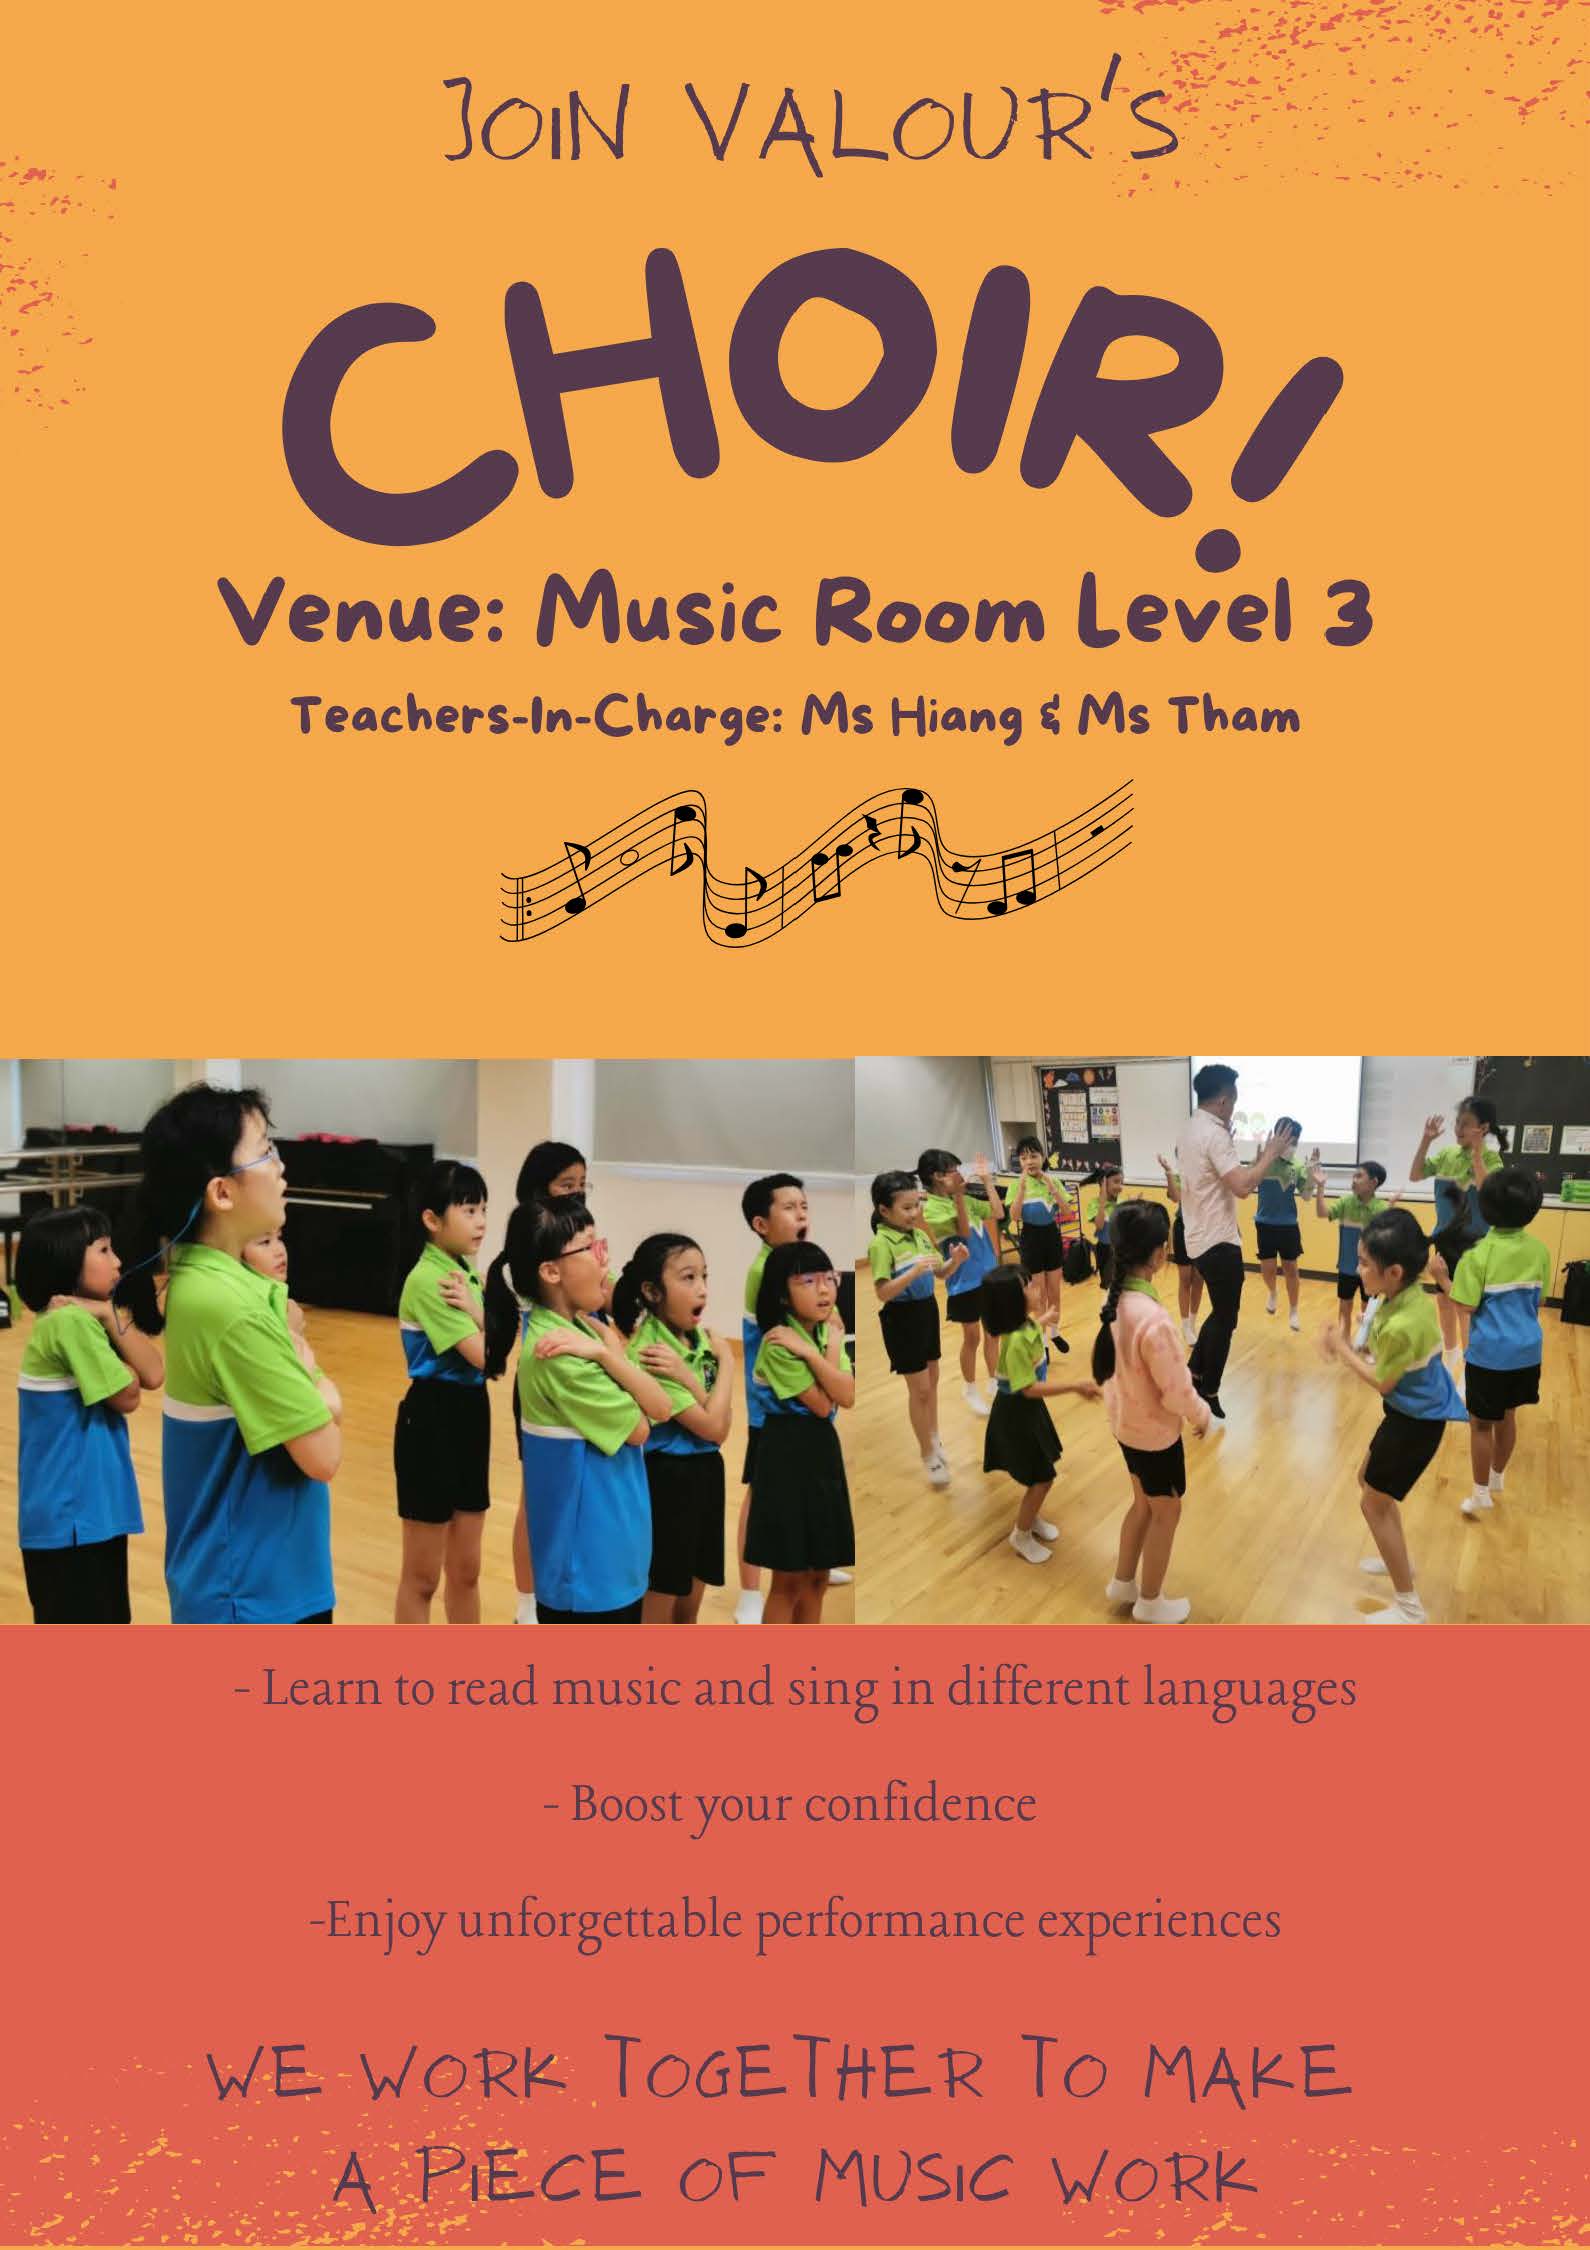 JOIN VALOUR'S
CHOIR!
Venue: Music Room Level 3
Teachers-In-Charge: Ms Hiang & Ms Tham
- Learn to read music and sing in different languages
- Boost your confidence
-Enjoy unforgettable performance experiences
WE WORK TOGETHER TO MAKE
A PIECE OF MUSIC WORK